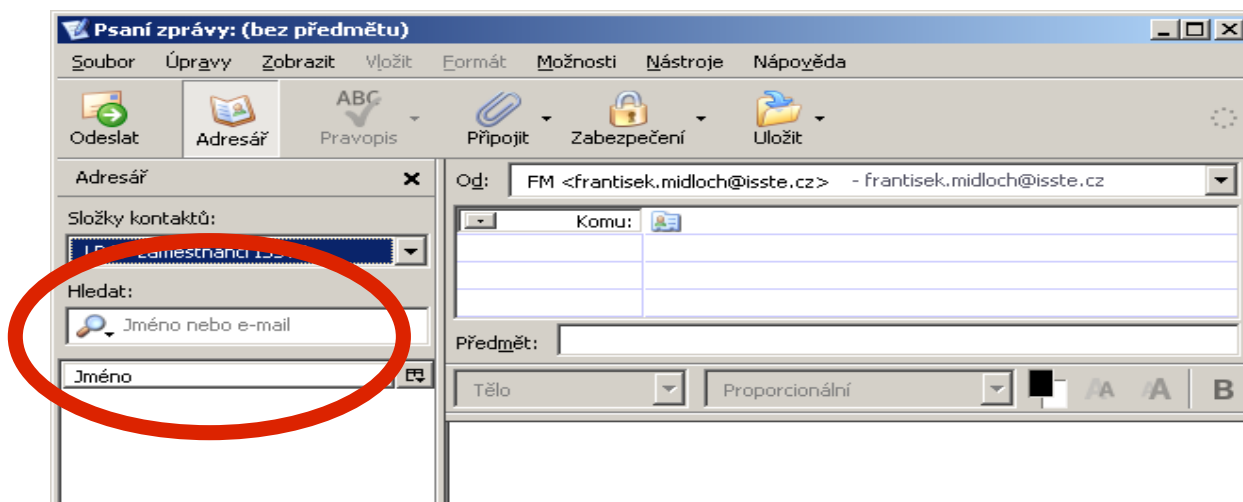 Psaní zprávy: (bez předmětu)
Soubor Úpravy Zobrazit Vložit Formát Možnosti Nástroje Nápověda
ABC
Odeslat Adresář Pravopis Připojit Zabezpečení Uložit
Adresář
Od: FM <frantisek.midloch@isste.cz> - frantisek.midloch@isste.cz
Složky kontaktů:
Komu:
zaměstnanci
Hledat:
Jméno nebo e-mail
Předmět:
Jméno
Tělo Proporcionální A A B